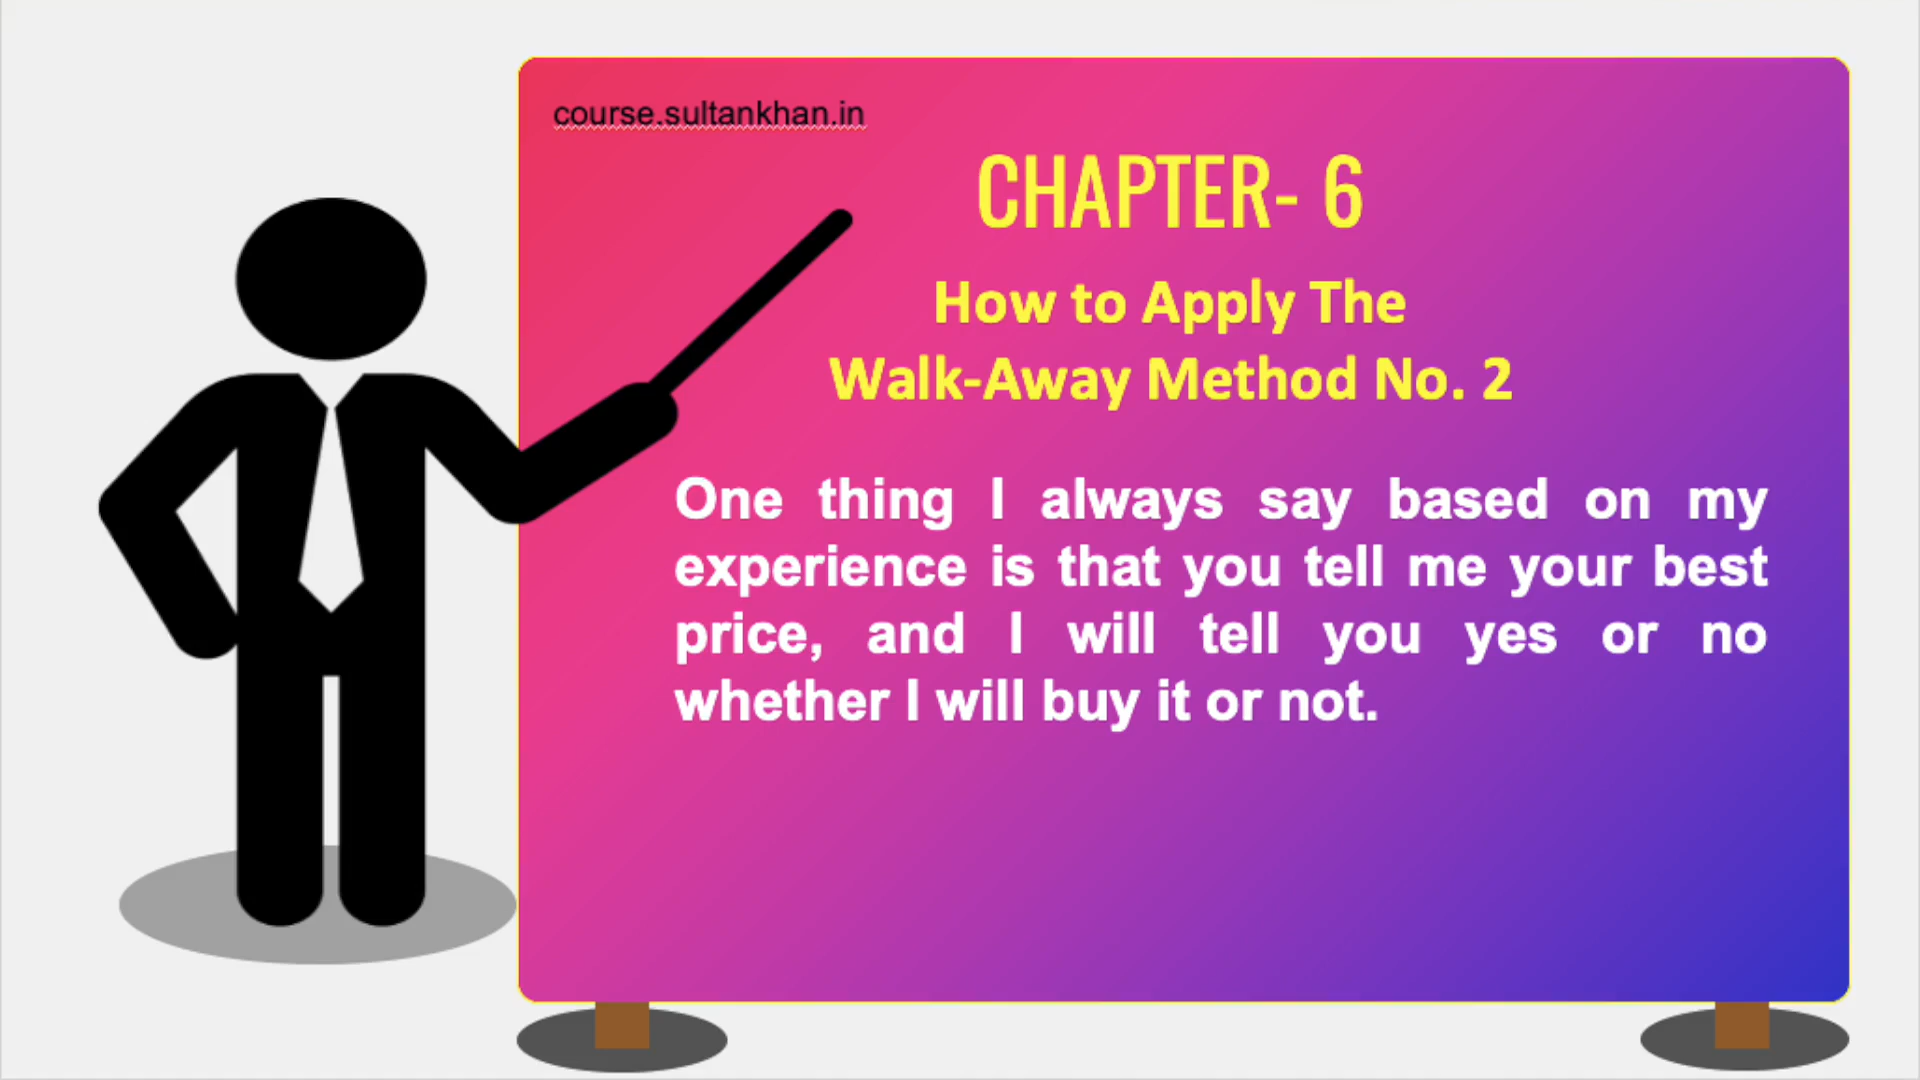 course.sultankhan.in
CHAPTER- 6
How to Apply The
Walk-Away Method No. 2
One thing I always say based on my
experience is that you tell me your best
price, and I will tell you yes or no
whether I will buy it or not.